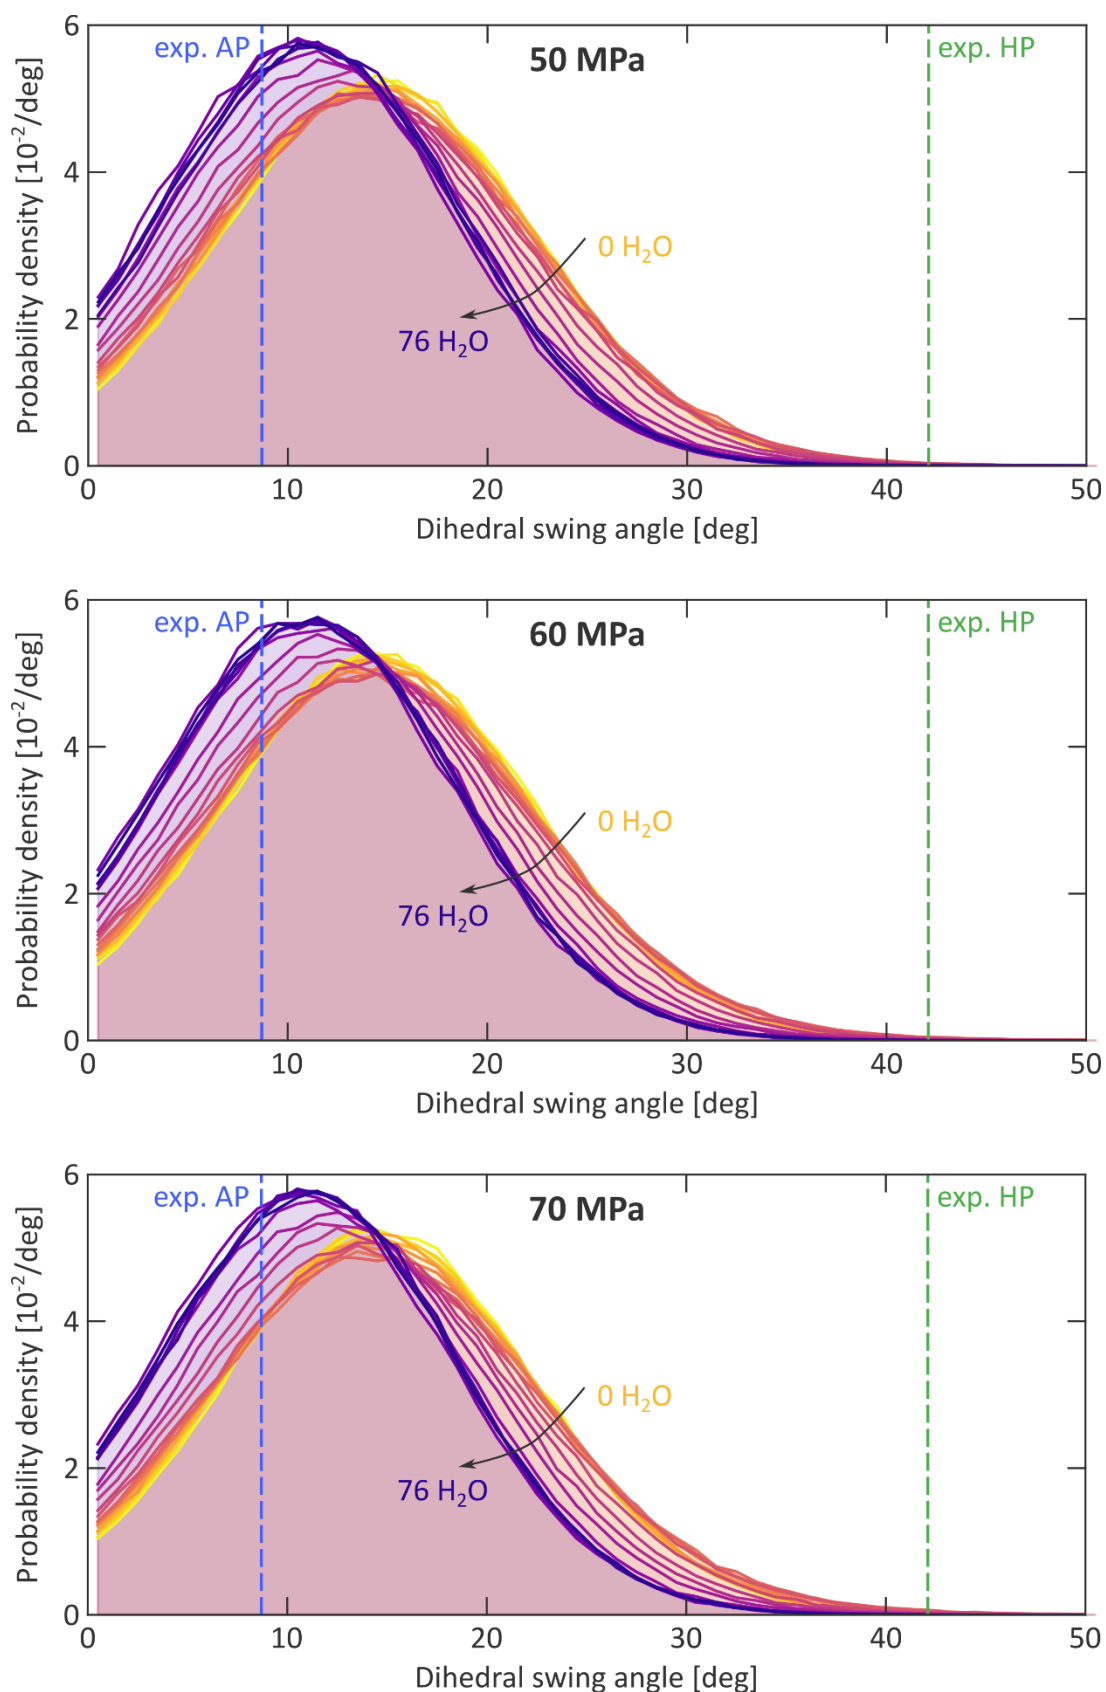 6
exp. AP
50 MPa
exp. HP
4
0 H₂O
2
76 H₂O
0
Probability density [10⁻²/deg]
0 10 20 30 40 50
Dihedral swing angle [deg]
6
exp. AP
60 MPa
exp. HP
4
0 H₂O
2
76 H₂O
0
Probability density [10⁻²/deg]
0 10 20 30 40 50
Dihedral swing angle [deg]
6
exp. AP
70 MPa
exp. HP
4
0 H₂O
2
76 H₂O
0
Probability density [10⁻²/deg]
0 10 20 30 40 50
Dihedral swing angle [deg]